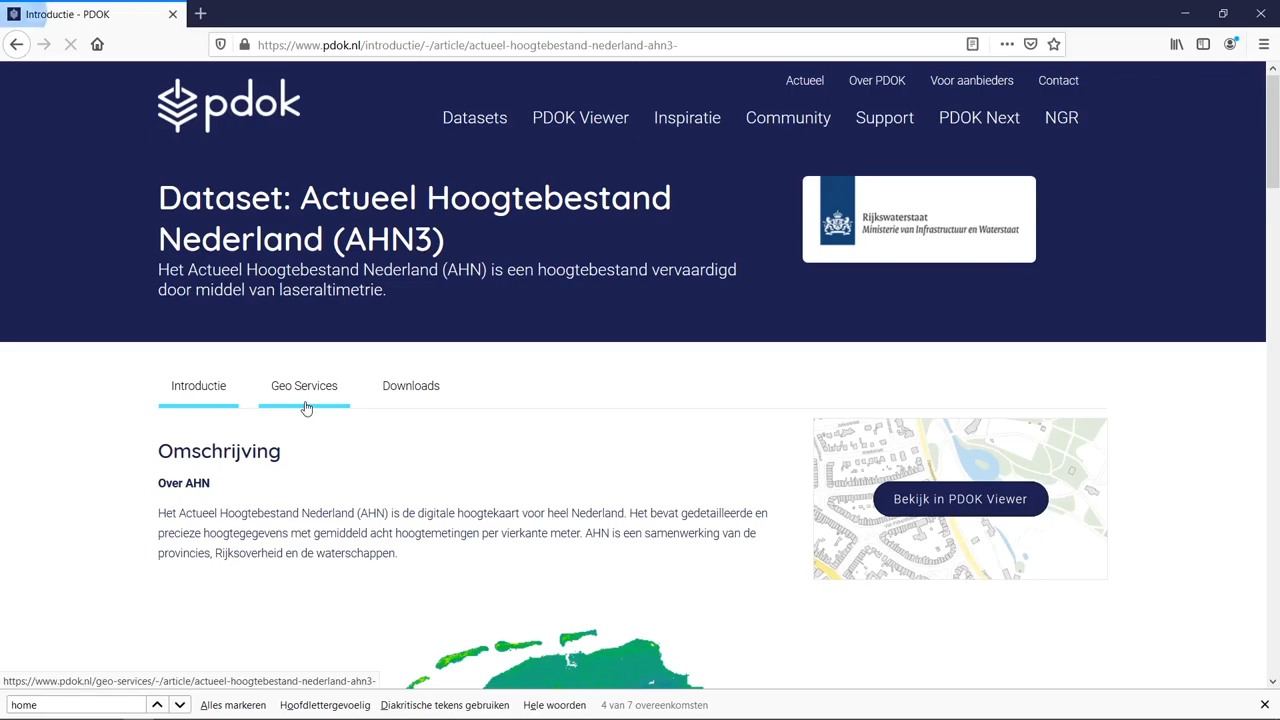 Introductie - PDOK
https://www.pdok.nl/introductie/-/article/actueel-hoogtebestand-nederland-ahn3-
Actueel Over PDOK Voor aanbieders Contact
pdok
Datasets PDOK Viewer Inspiratie Community Support PDOK Next NGR
Dataset: Actueel Hoogtebestand
Nederland (AHN3)
Het Actueel Hoogtebestand Nederland (AHN) is een hoogtebestand vervaardigd
door middel van laseraltimetrie.
Rijkswaterstaat
Ministerie van Infrastructuur en Waterstaat
Introductie Geo Services Downloads
Omschrijving
Over AHN
Het Actueel Hoogtebestand Nederland (AHN) is de digitale hoogtekaart voor heel Nederland. Het bevat gedetailleerde en
precieze hoogtegegevens met gemiddeld acht hoogtemetingen per vierkante meter. AHN is een samenwerking van de
provincies, Rijksoverheid en de waterschappen.
Bekijk in PDOK Viewer
https://www.pdok.nl/geo-services/-/article/actueel-hoogtebestand-nederland-ahn3-
home Alles markeren Hoofdlettergevoelig Diakritische tekens gebruiken Hele woorden 4 van 7 overeenkomsten